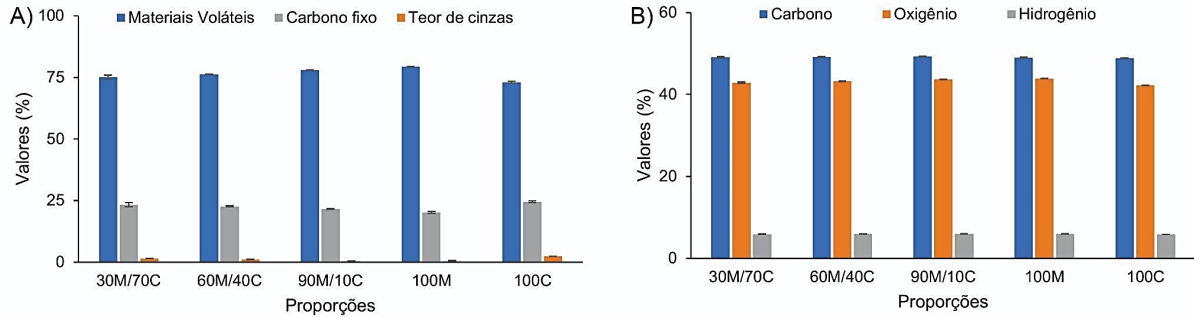 A)
Materiais Voláteis Carbono fixo Teor de cinzas
100
75
50
25
0
Valores (%)
30M/70C 60M/40C 90M/10C 100M 100C
Proporções
B)
Carbono Oxigênio Hidrogênio
60
40
20
0
Valores (%)
30M/70C 60M/40C 90M/10C 100M 100C
Proporções